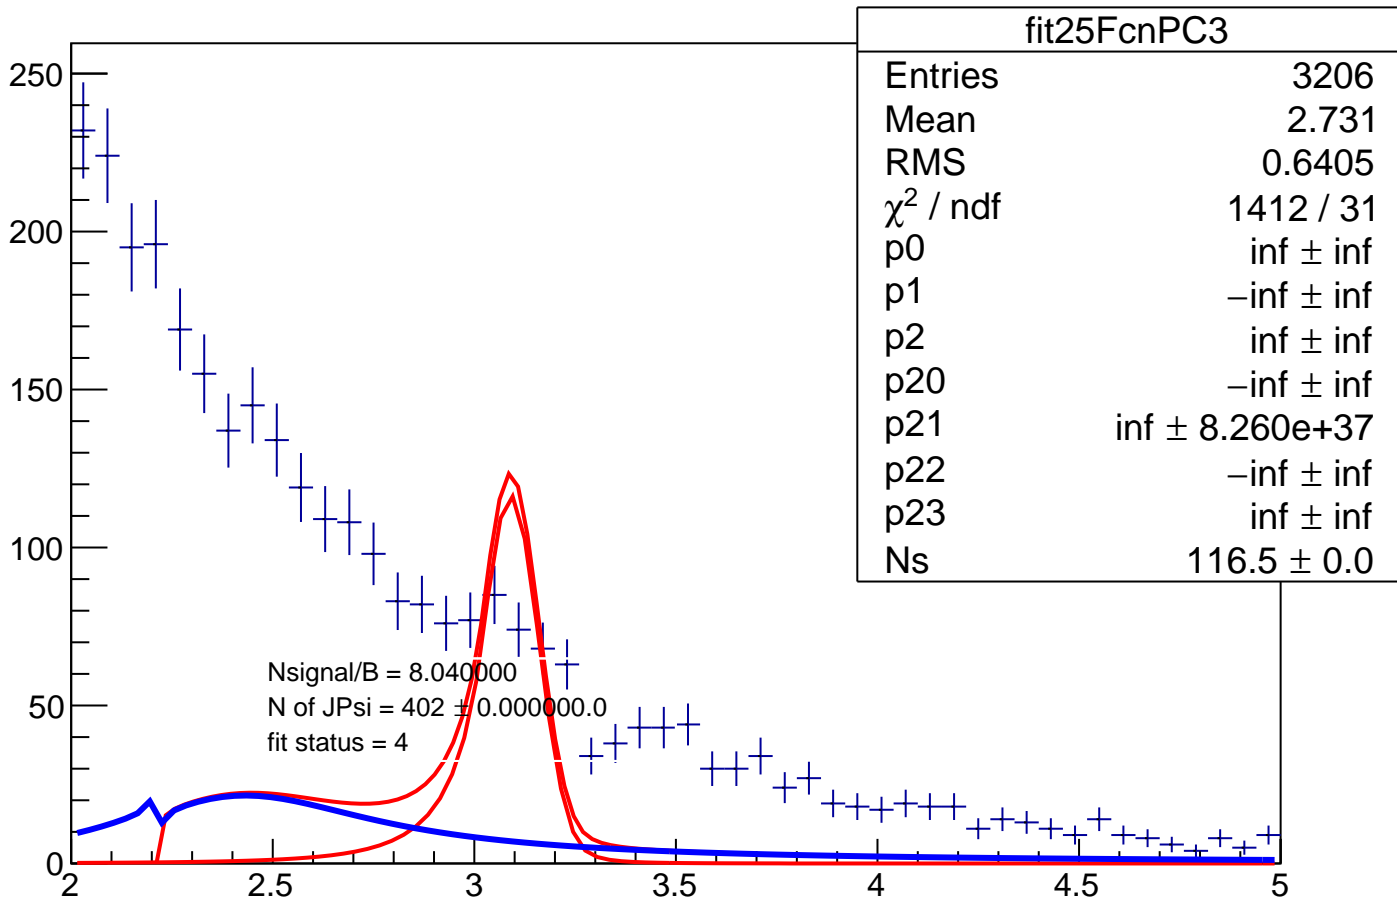 fit25FcnPC3
Entries 3206
Mean 2.731
RMS 0.6405
χ² / ndf 1412 / 31
p0 inf ± inf
p1 −inf ± inf
p2 inf ± inf
p20 −inf ± inf
p21 inf ± 8.260e+37
p22 −inf ± inf
p23 inf ± inf
Ns 116.5 ± 0.0
250
200
150
100
50
0
Nsignal/B = 8.040000
N of JPsi = 402 ± 0.000000.0
fit status = 4
2 2.5 3 3.5 4 4.5 5